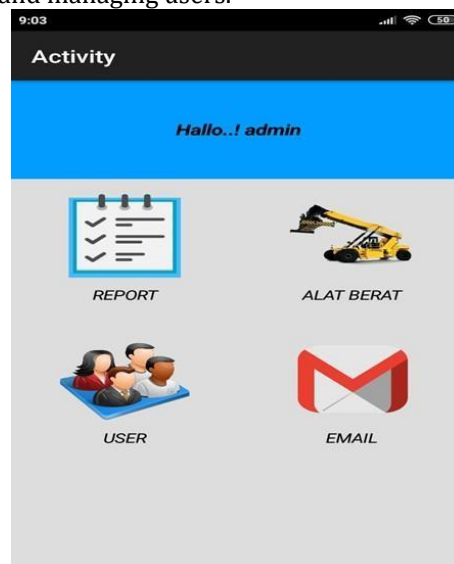 and managing users.
9:03
50
Activity
Hallo..! admin
REPORT
ALAT BERAT
USER
EMAIL